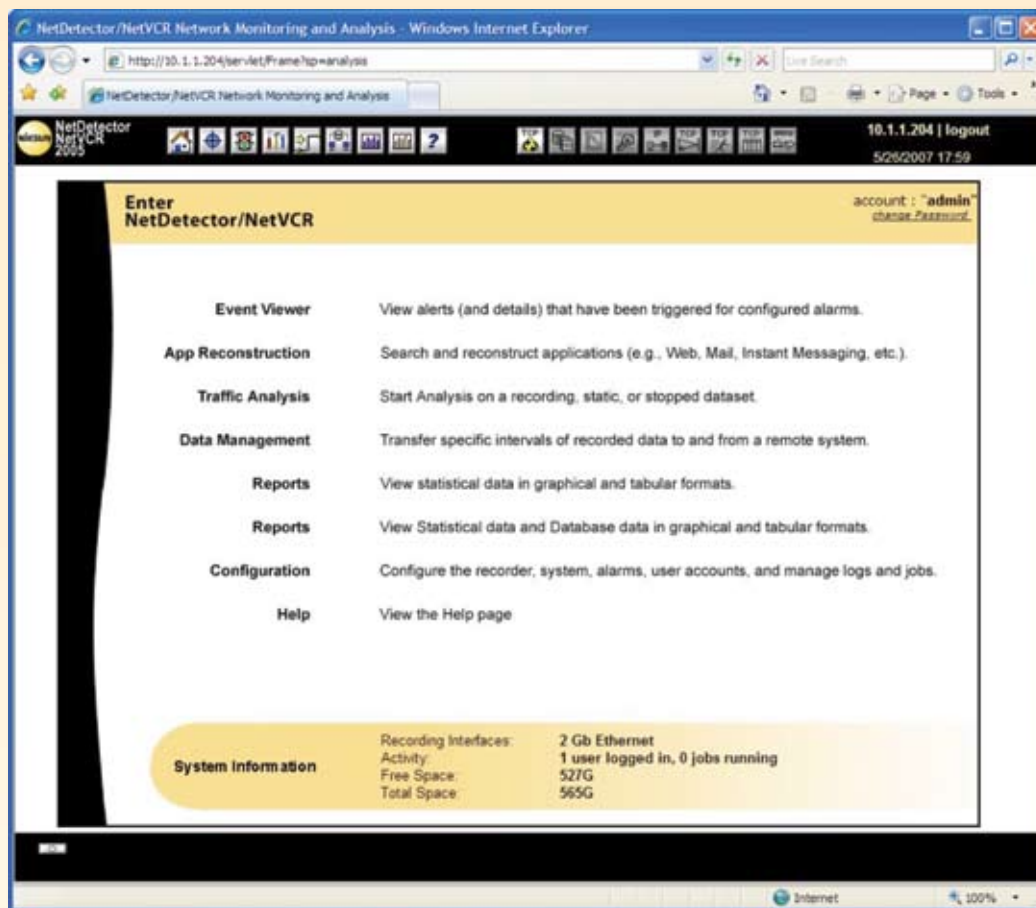 NetDetector/NetVCR Network Monitoring and Analysis - Windows Internet Explorer
http://10.1.1.204/servlet/Frame?sp=analysis
Live Search
NetDetector/NetVCR Network Monitoring and Analysis
Page
Tools
NIKSUN
NetDetector
NetVCR
2005
?
TCP
IP
TCP
TCP
TCP
10.1.1.204 | logout
5/26/2007 17:59
Enter
NetDetector/NetVCR
account : "admin"
change Password
Event Viewer View alerts (and details) that have been triggered for configured alarms.
App Reconstruction Search and reconstruct applications (e.g., Web, Mail, Instant Messaging, etc.).
Traffic Analysis Start Analysis on a recording, static, or stopped dataset.
Data Management Transfer specific intervals of recorded data to and from a remote system.
Reports View statistical data in graphical and tabular formats.
Reports View Statistical data and Database data in graphical and tabular formats.
Configuration Configure the recorder, system, alarms, user accounts, and manage logs and jobs.
Help View the Help page
System Information
Recording Interfaces: 2 Gb Ethernet
Activity: 1 user logged in, 0 jobs running
Free Space: 527G
Total Space: 565G
Internet
100%